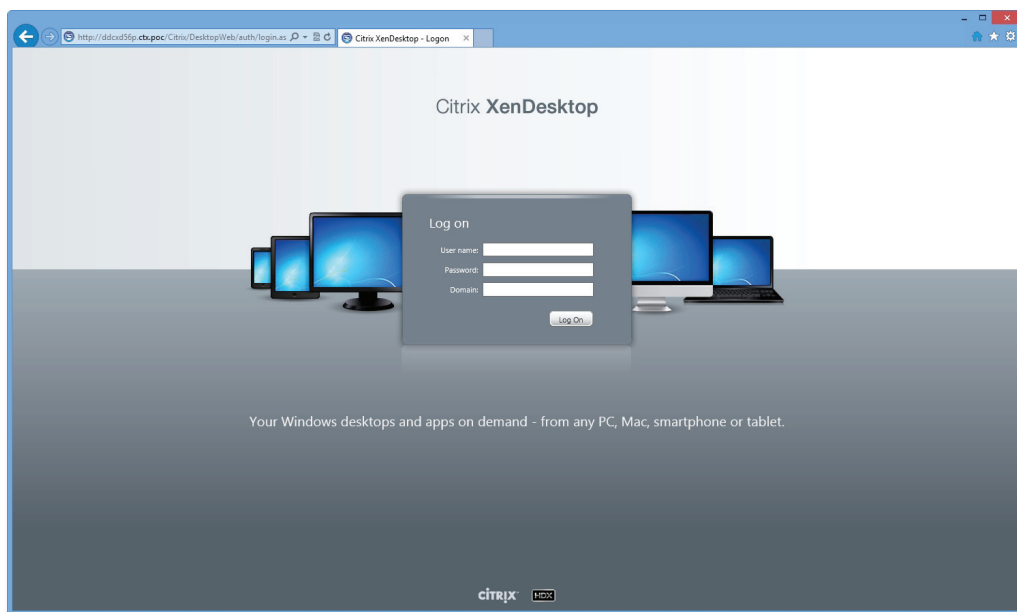 http://ddcxd56p.ctx.poc/Citrix/DesktopWeb/auth/login.as
Citrix XenDesktop - Logon
Citrix XenDesktop
Log on
User name:
Password:
Domain:
Log On
Your Windows desktops and apps on demand - from any PC, Mac, smartphone or tablet.
CITRIX HDX